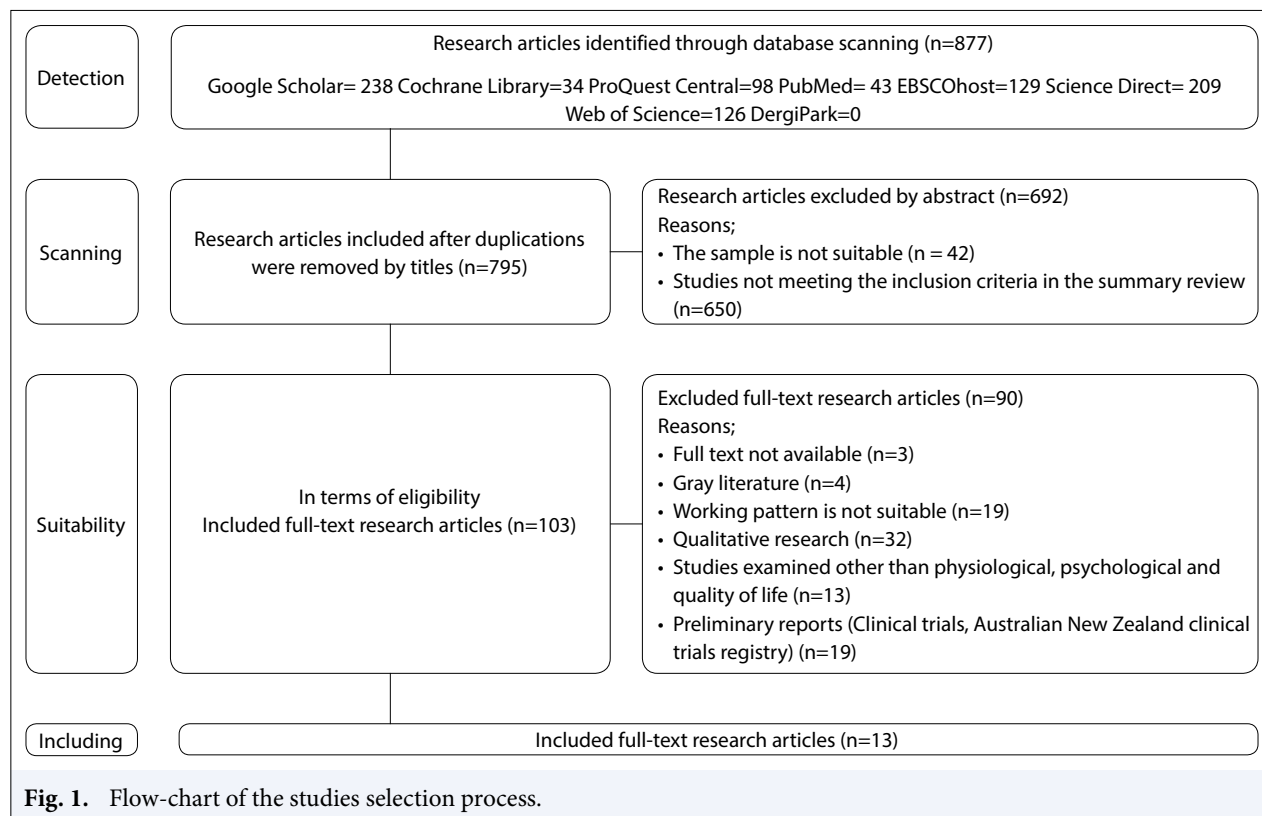 Detection
Research articles identified through database scanning (n=877)
Google Scholar= 238 Cochrane Library=34 ProQuest Central=98 PubMed= 43 EBSCOhost=129 Science Direct= 209
Web of Science=126 DergiPark=0
Scanning
Research articles included after duplications
were removed by titles (n=795)
Research articles excluded by abstract (n=692)
Reasons;
• The sample is not suitable (n = 42)
• Studies not meeting the inclusion criteria in the summary review
(n=650)
Suitability
In terms of eligibility
Included full-text research articles (n=103)
Excluded full-text research articles (n=90)
Reasons;
• Full text not available (n=3)
• Gray literature (n=4)
• Working pattern is not suitable (n=19)
• Qualitative research (n=32)
• Studies examined other than physiological, psychological and
quality of life (n=13)
• Preliminary reports (Clinical trials, Australian New Zealand clinical
trials registry) (n=19)
Including
Included full-text research articles (n=13)
Fig. 1. Flow-chart of the studies selection process.